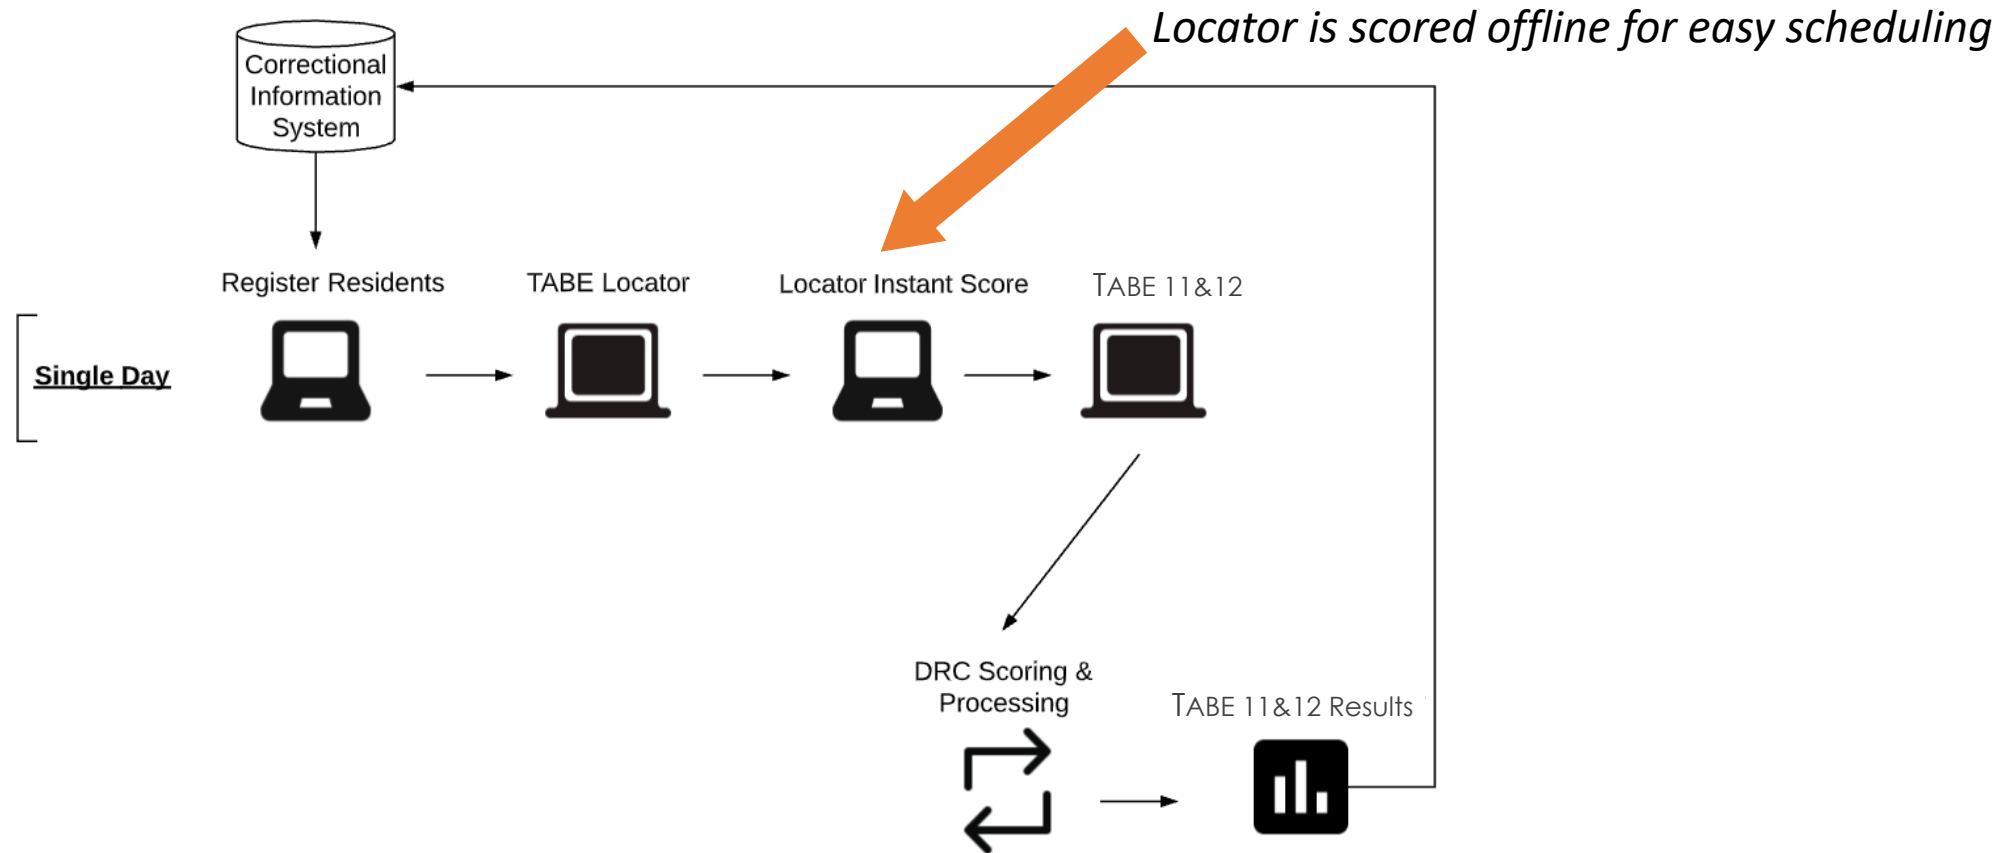 Locator is scored offline for easy scheduling
Correctional
Information
System
Register Residents
TABE Locator
Locator Instant Score
TABE 11&12
Single Day
DRC Scoring &
Processing
TABE 11&12 Results